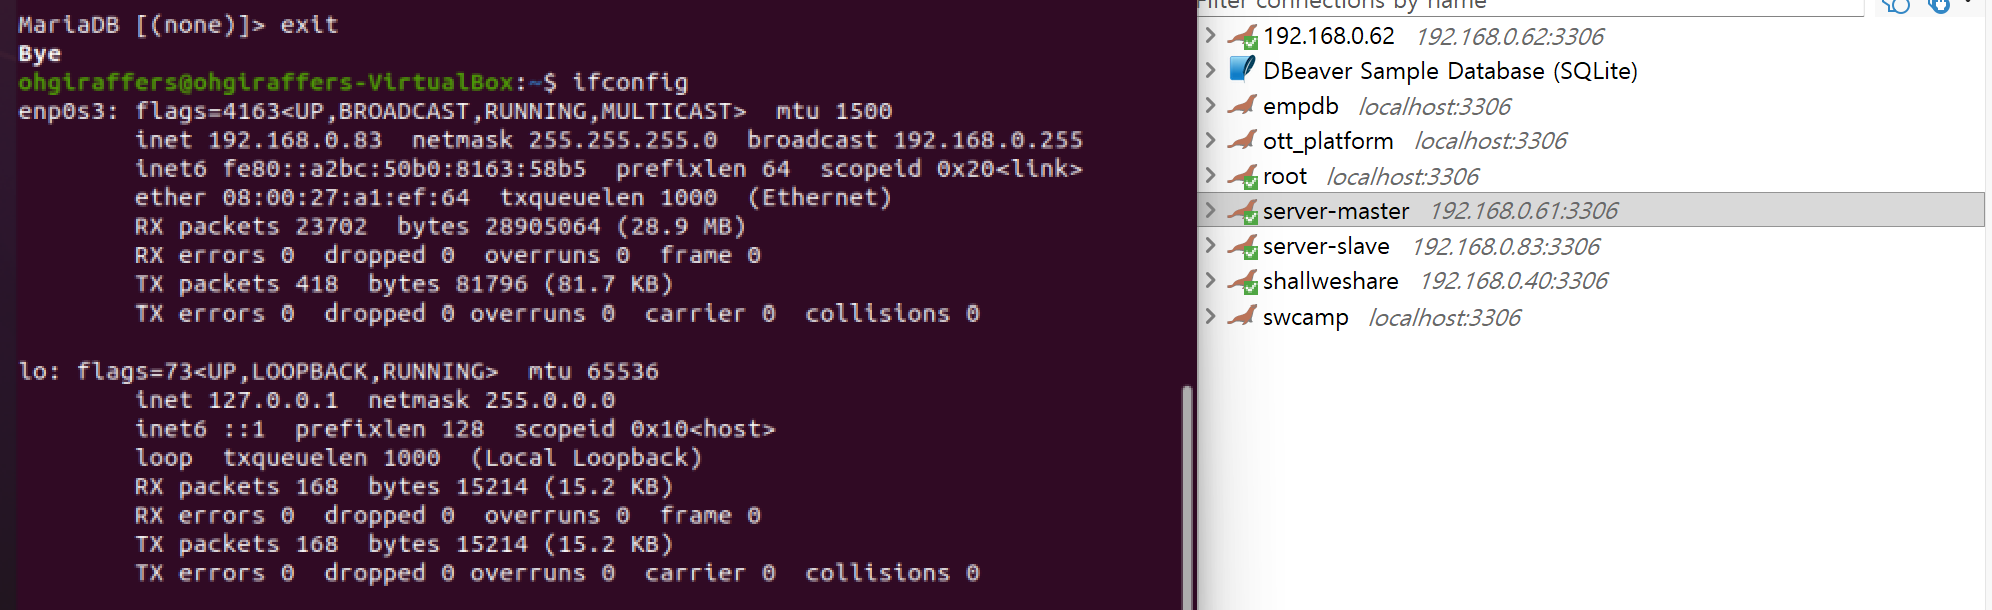 MariaDB [(none)]> exit
Bye
ohgiraffers@ohgiraffers-VirtualBox:~$ ifconfig
enp0s3: flags=4163<UP,BROADCAST,RUNNING,MULTICAST>  mtu 1500
        inet 192.168.0.83  netmask 255.255.255.0  broadcast 192.168.0.255
        inet6 fe80::a2bc:50b0:8163:58b5  prefixlen 64  scopeid 0x20<link>
        ether 08:00:27:a1:ef:64  txqueuelen 1000  (Ethernet)
        RX packets 23702  bytes 28905064 (28.9 MB)
        RX errors 0  dropped 0  overruns 0  frame 0
        TX packets 418  bytes 81796 (81.7 KB)
        TX errors 0  dropped 0 overruns 0  carrier 0  collisions 0
lo: flags=73<UP,LOOPBACK,RUNNING>  mtu 65536
        inet 127.0.0.1  netmask 255.0.0.0
        inet6 ::1  prefixlen 128  scopeid 0x10<host>
        loop  txqueuelen 1000  (Local Loopback)
        RX packets 168  bytes 15214 (15.2 KB)
        RX errors 0  dropped 0  overruns 0  frame 0
        TX packets 168  bytes 15214 (15.2 KB)
        TX errors 0  dropped 0 overruns 0  carrier 0  collisions 0
Filter connections by name
192.168.0.62 192.168.0.62:3306
DBeaver Sample Database (SQLite)
empdb localhost:3306
ott_platform localhost:3306
root localhost:3306
server-master 192.168.0.61:3306
server-slave 192.168.0.83:3306
shallweshare 192.168.0.40:3306
swcamp localhost:3306